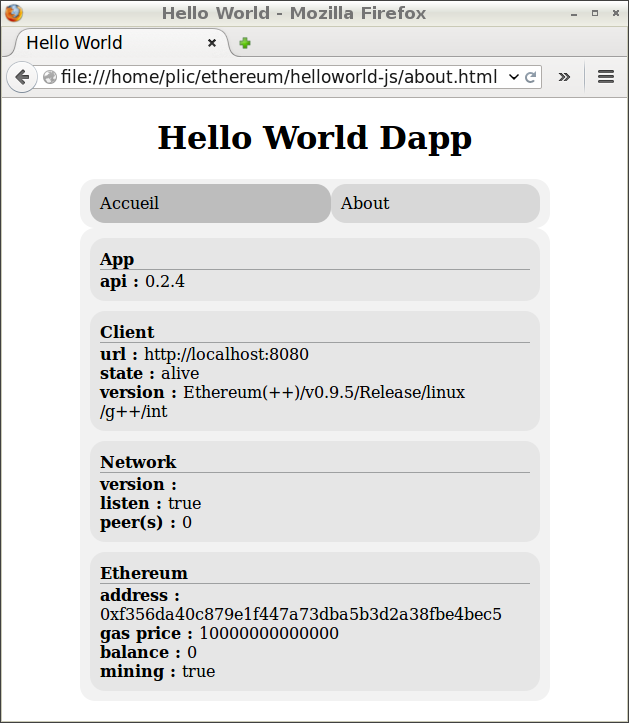 Hello World - Mozilla Firefox
Hello World
file:///home/plic/ethereum/helloworld-js/about.html
Hello World Dapp
Accueil About
App
api : 0.2.4
Client
url : http://localhost:8080
state : alive
version : Ethereum(++)/v0.9.5/Release/linux
/g++/int
Network
version :
listen : true
peer(s) : 0
Ethereum
address :
0xf356da40c879e1f447a73dba5b3d2a38fbe4bec5
gas price : 10000000000000
balance : 0
mining : true